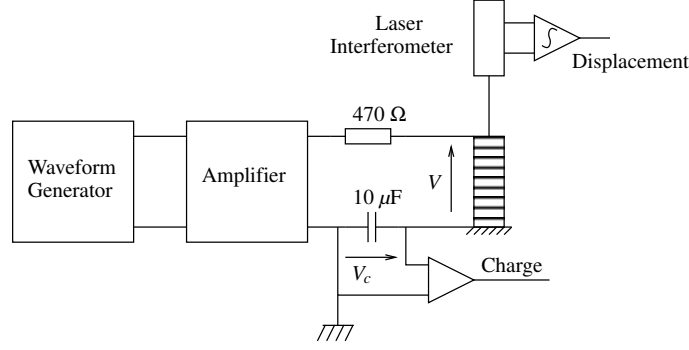 Laser
Interferometer
∫
Displacement
470 Ω
Waveform
Generator
Amplifier
V
10 μF
V_c
Charge